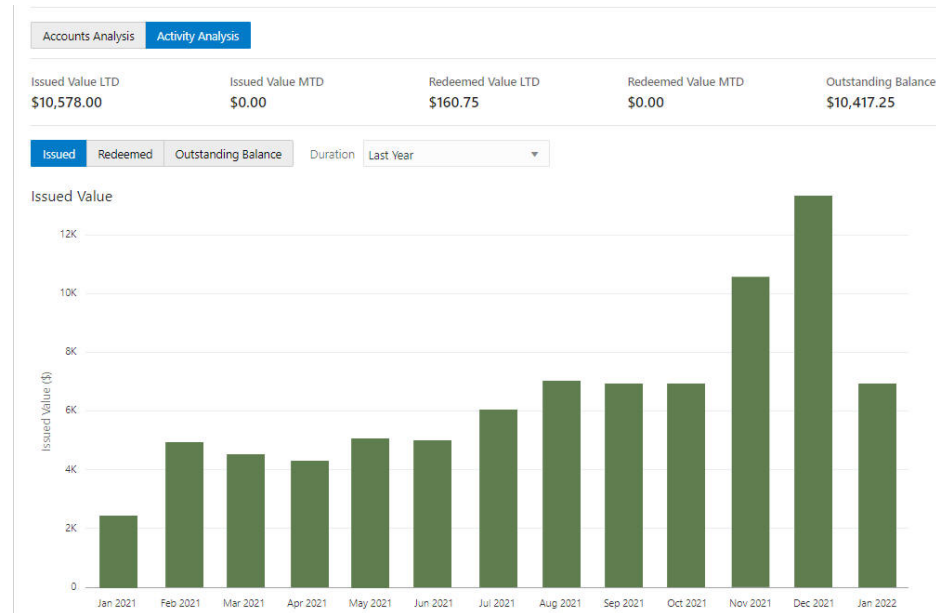 Accounts Analysis Activity Analysis
Issued Value LTD Issued Value MTD Redeemed Value LTD Redeemed Value MTD Outstanding Balance
$10,578.00 $0.00 $160.75 $0.00 $10,417.25
Issued Redeemed Outstanding Balance Duration Last Year
Issued Value
12K
10K
8K
6K
4K
2K
0
Issued Value ($)
Jan 2021 Feb 2021 Mar 2021 Apr 2021 May 2021 Jun 2021 Jul 2021 Aug 2021 Sep 2021 Oct 2021 Nov 2021 Dec 2021 Jan 2022